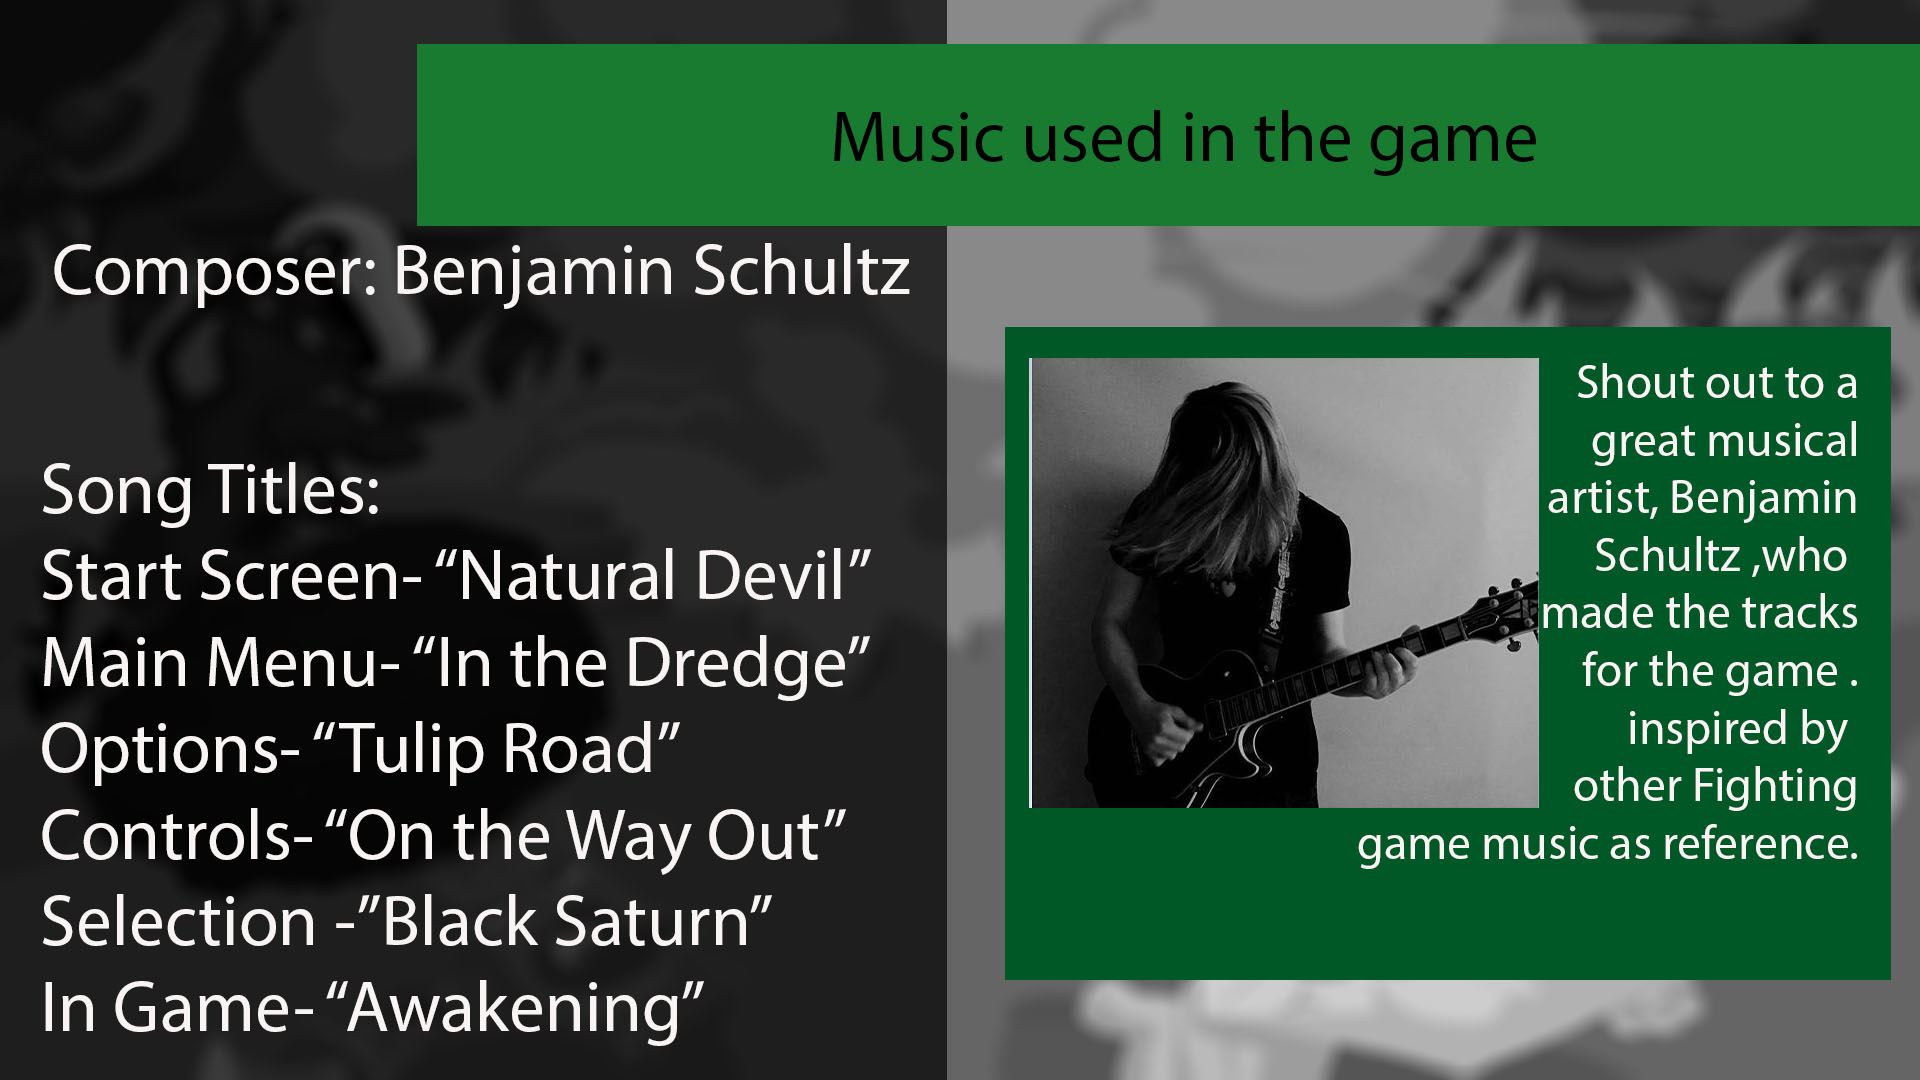 Music used in the game
Composer: Benjamin Schultz
Song Titles:
Start Screen- “Natural Devil”
Main Menu- “In the Dredge”
Options- “Tulip Road”
Controls- “On the Way Out”
Selection -”Black Saturn”
In Game- “Awakening”
Shout out to a
great musical
artist, Benjamin
Schultz ,who
made the tracks
for the game .
inspired by
other Fighting
game music as reference.